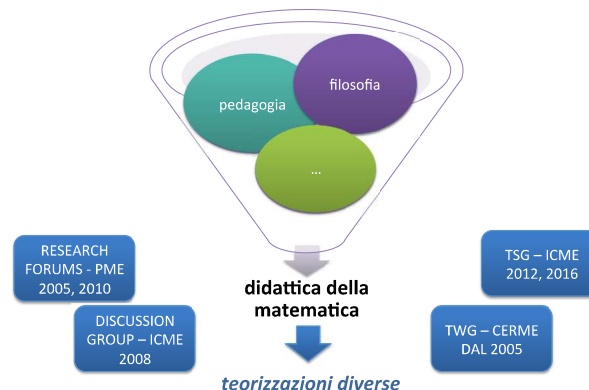 filosofia
pedagogia
...
RESEARCH
FORUMS - PME
2005, 2010
TSG – ICME
2012, 2016
didattica della
matematica
DISCUSSION
GROUP – ICME
2008
TWG – CERME
DAL 2005
teorizzazioni diverse